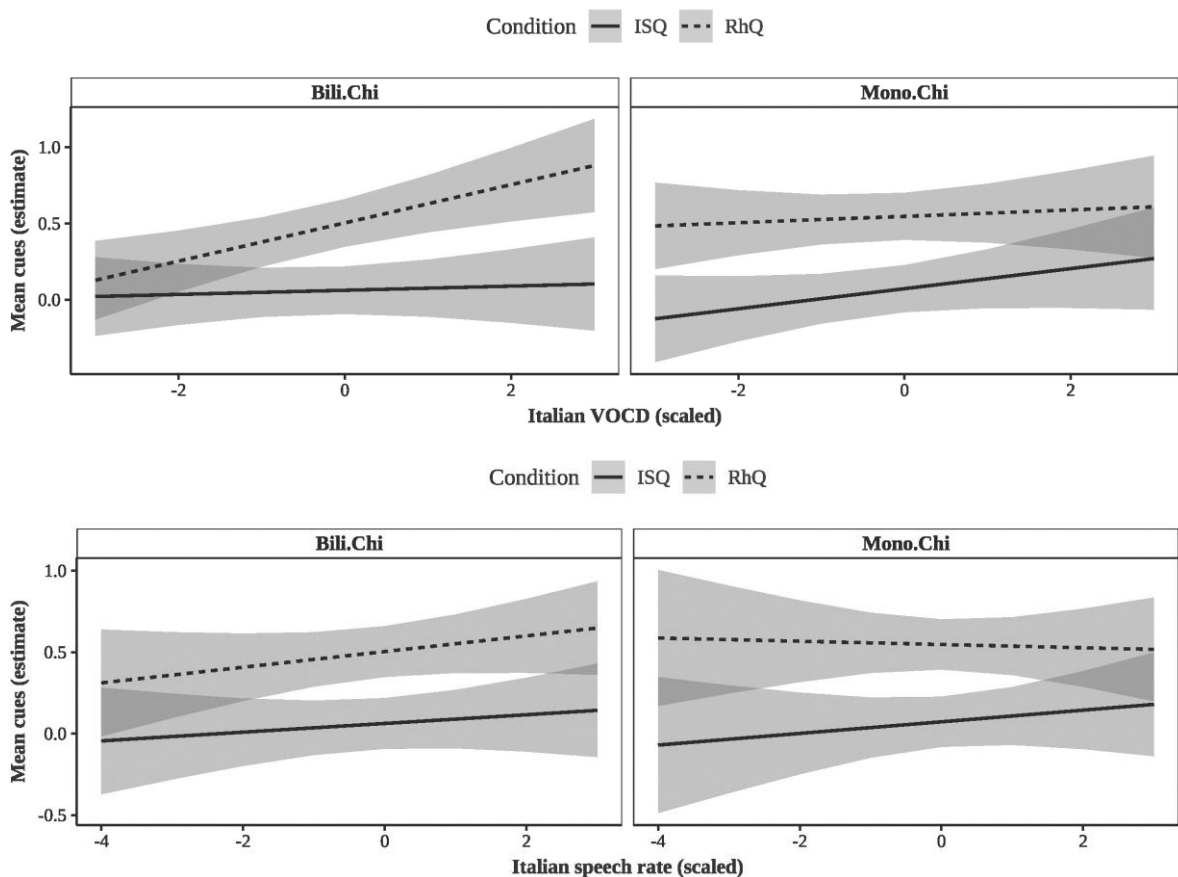 Condition ISQ RhQ
Bili.Chi Mono.Chi
Mean cues (estimate)
1.0
0.5
0.0
-2 0 2 -2 0 2
Italian VOCD (scaled)
Condition ISQ RhQ
Bili.Chi Mono.Chi
Mean cues (estimate)
1.0
0.5
0.0
-0.5
-4 -2 0 2 -4 -2 0 2
Italian speech rate (scaled)